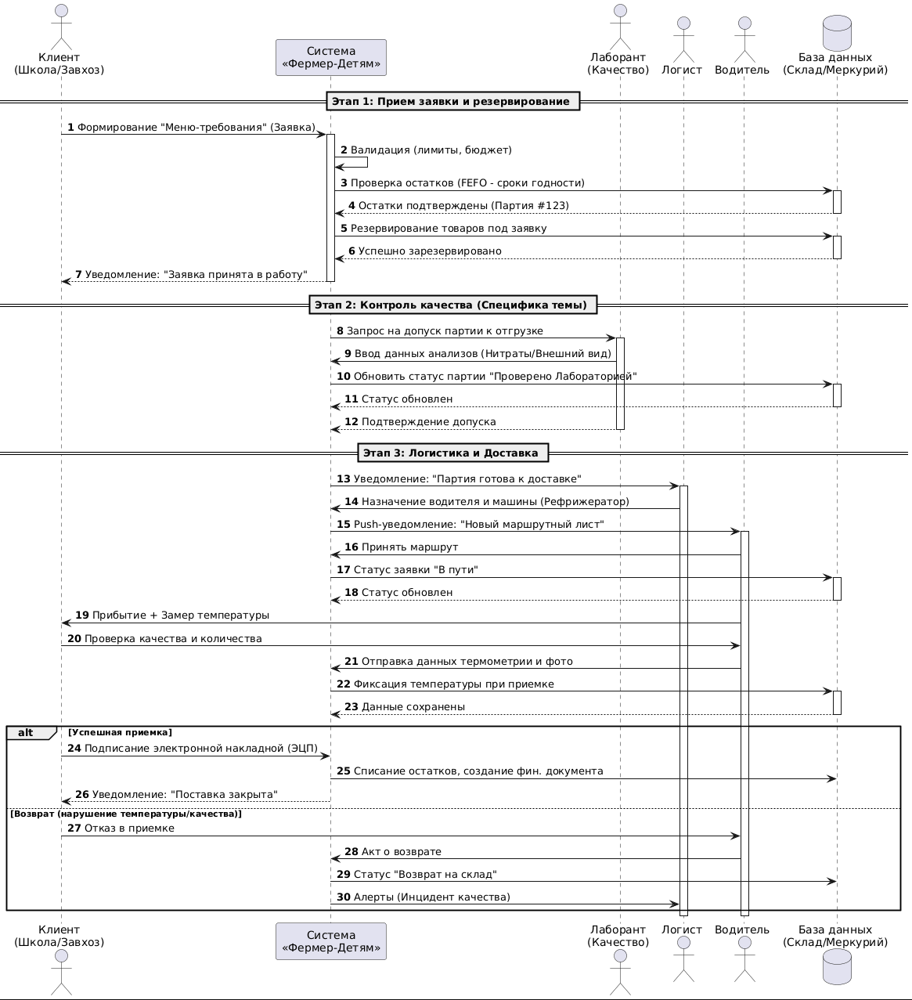 Клиент
(Школа/Завхоз)
Система
«Фермер-Детям»
Лаборант
(Качество)
Логист
Водитель
База данных
(Склад/Меркурий)
Этап 1: Прием заявки и резервирование
1 Формирование "Меню-требования" (Заявка)
2 Валидация (лимиты, бюджет)
3 Проверка остатков (FEFO - сроки годности)
4 Остатки подтверждены (Партия #123)
5 Резервирование товаров под заявку
6 Успешно зарезервировано
7 Уведомление: "Заявка принята в работу"
Этап 2: Контроль качества (Специфика темы)
8 Запрос на допуск партии к отгрузке
9 Ввод данных анализов (Нитраты/Внешний вид)
10 Обновить статус партии "Проверено Лабораторией"
11 Статус обновлен
12 Подтверждение допуска
Этап 3: Логистика и Доставка
13 Уведомление: "Партия готова к доставке"
14 Назначение водителя и машины (Рефрижератор)
15 Push-уведомление: "Новый маршрутный лист"
16 Принять маршрут
17 Статус заявки "В пути"
18 Статус обновлен
19 Прибытие + Замер температуры
20 Проверка качества и количества
21 Отправка данных термометрии и фото
22 Фиксация температуры при приемке
23 Данные сохранены
alt [Успешная приемка]
24 Подписание электронной накладной (ЭЦП)
25 Списание остатков, создание фин. документа
26 Уведомление: "Поставка закрыта"
[Возврат (нарушение температуры/качества)]
27 Отказ в приемке
28 Акт о возврате
29 Статус "Возврат на склад"
30 Алерты (Инцидент качества)
Клиент
(Школа/Завхоз)
Система
«Фермер-Детям»
Лаборант
(Качество)
Логист
Водитель
База данных
(Склад/Меркурий)